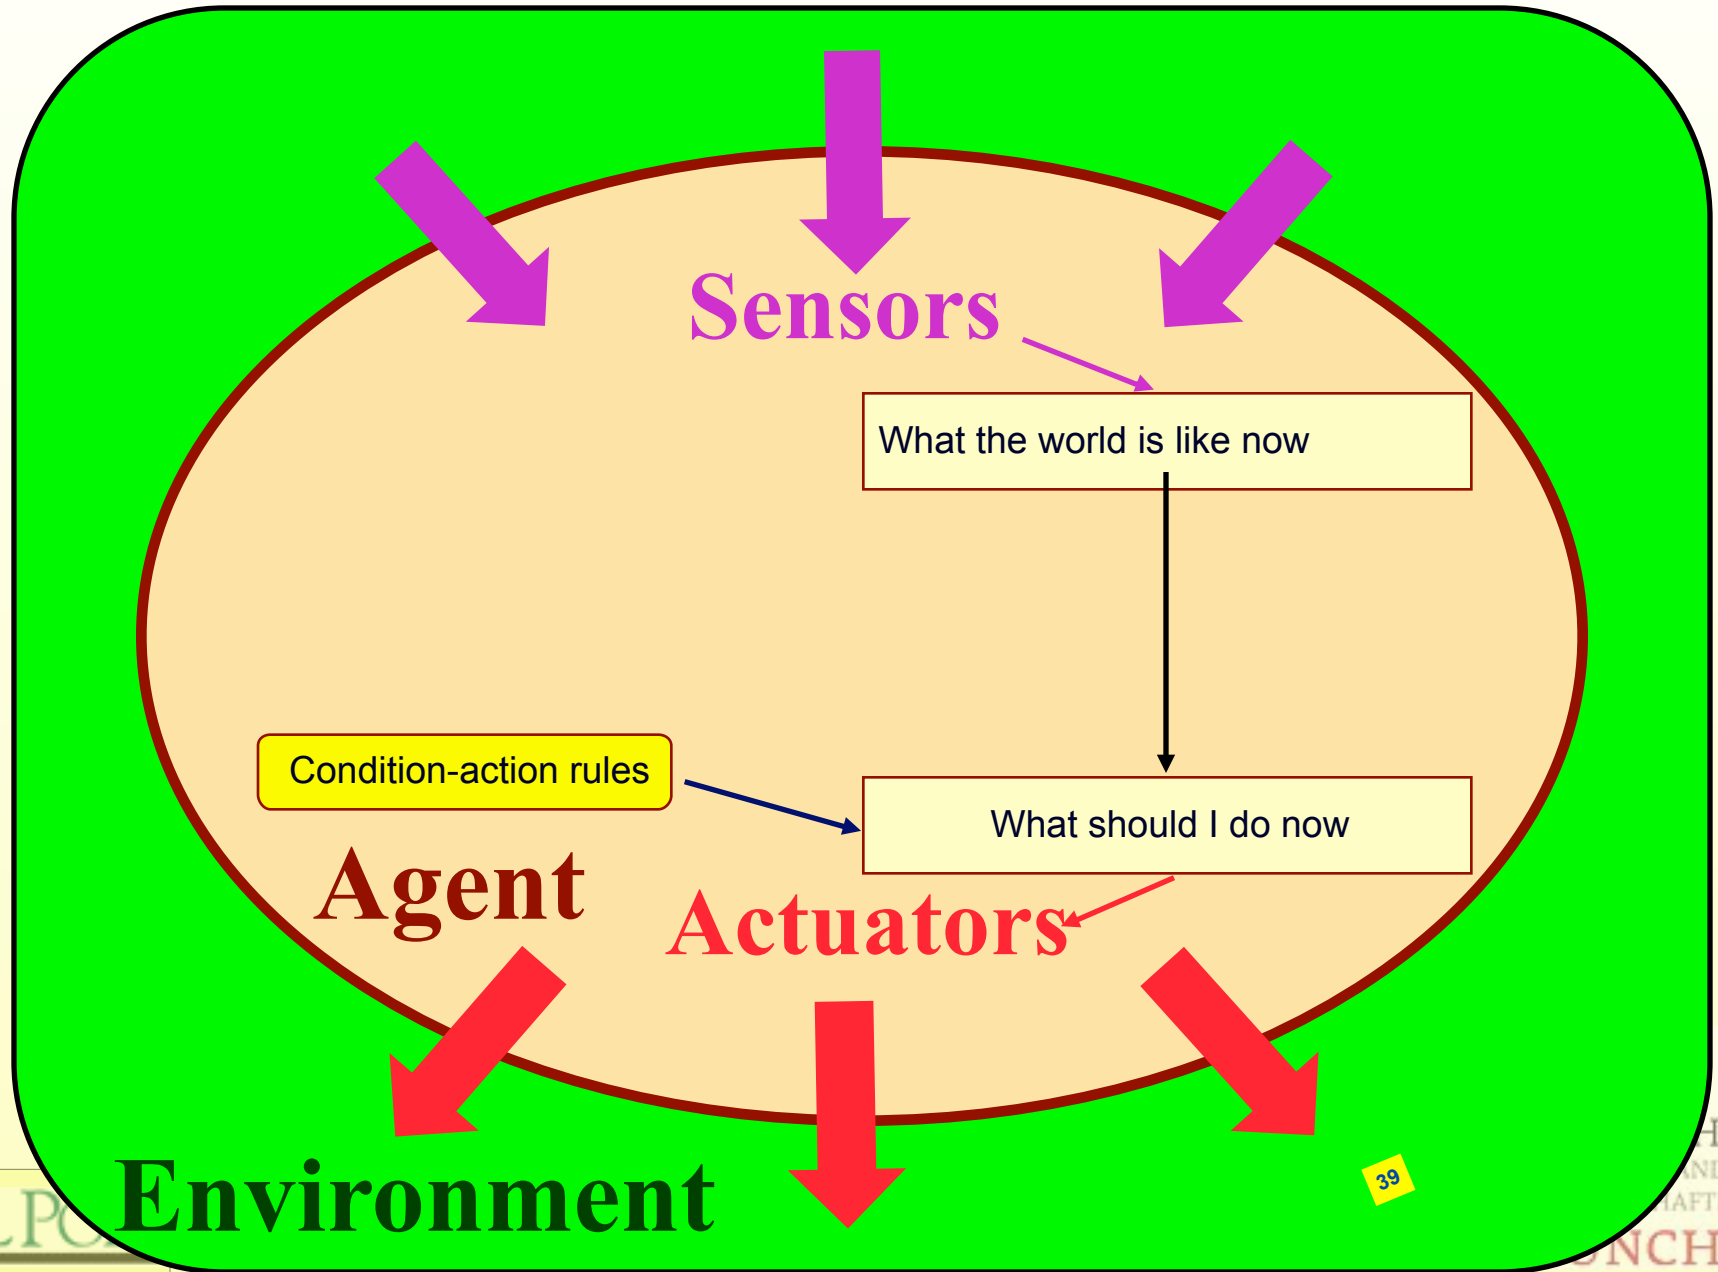 Sensors
What the world is like now
Condition-action rules
What should I do now
Agent
Actuators
Environment
39